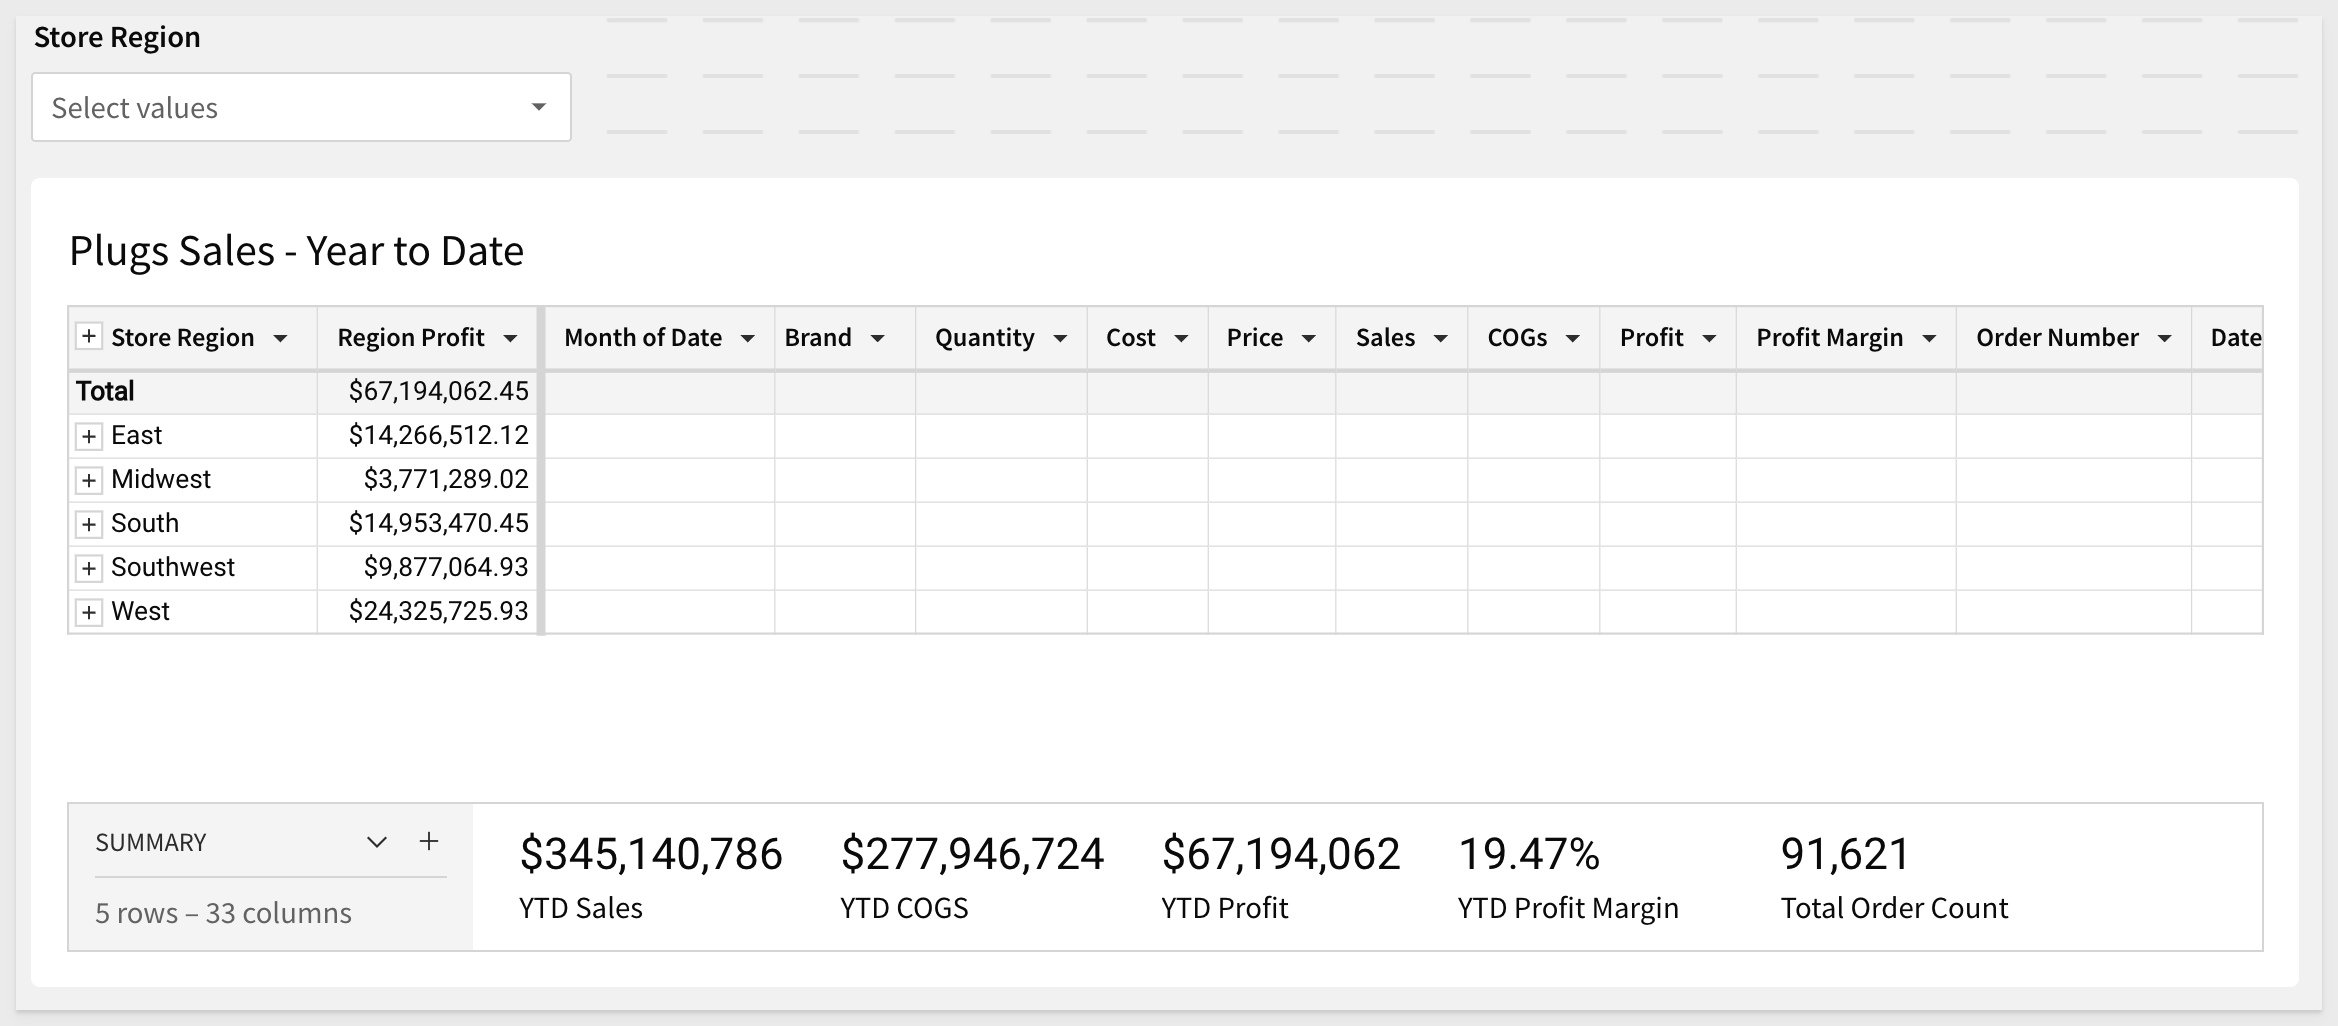 Store Region
Select values
Plugs Sales - Year to Date
Store Region Region Profit Month of Date Brand Quantity Cost Price Sales COGs Profit Profit Margin Order Number Date
Total $67,194,062.45
East $14,266,512.12
Midwest $3,771,289.02
South $14,953,470.45
Southwest $9,877,064.93
West $24,325,725.93
SUMMARY
5 rows – 33 columns
$345,140,786 $277,946,724 $67,194,062 19.47% 91,621
YTD Sales YTD COGS YTD Profit YTD Profit Margin Total Order Count